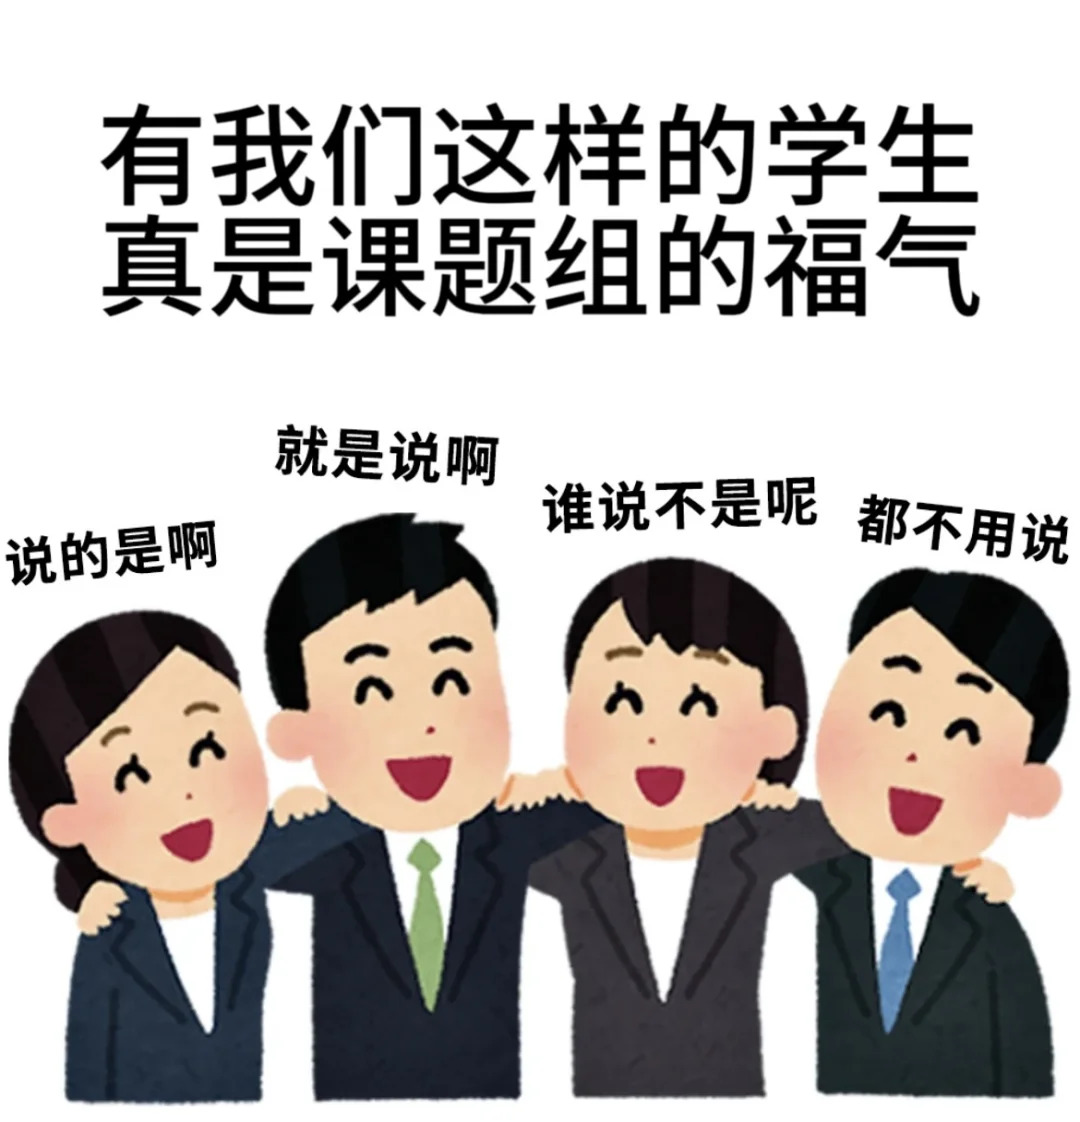 有我们这样的学生
真是课题组的福气
说的是啊
就是说啊
谁说不是呢
都不用说